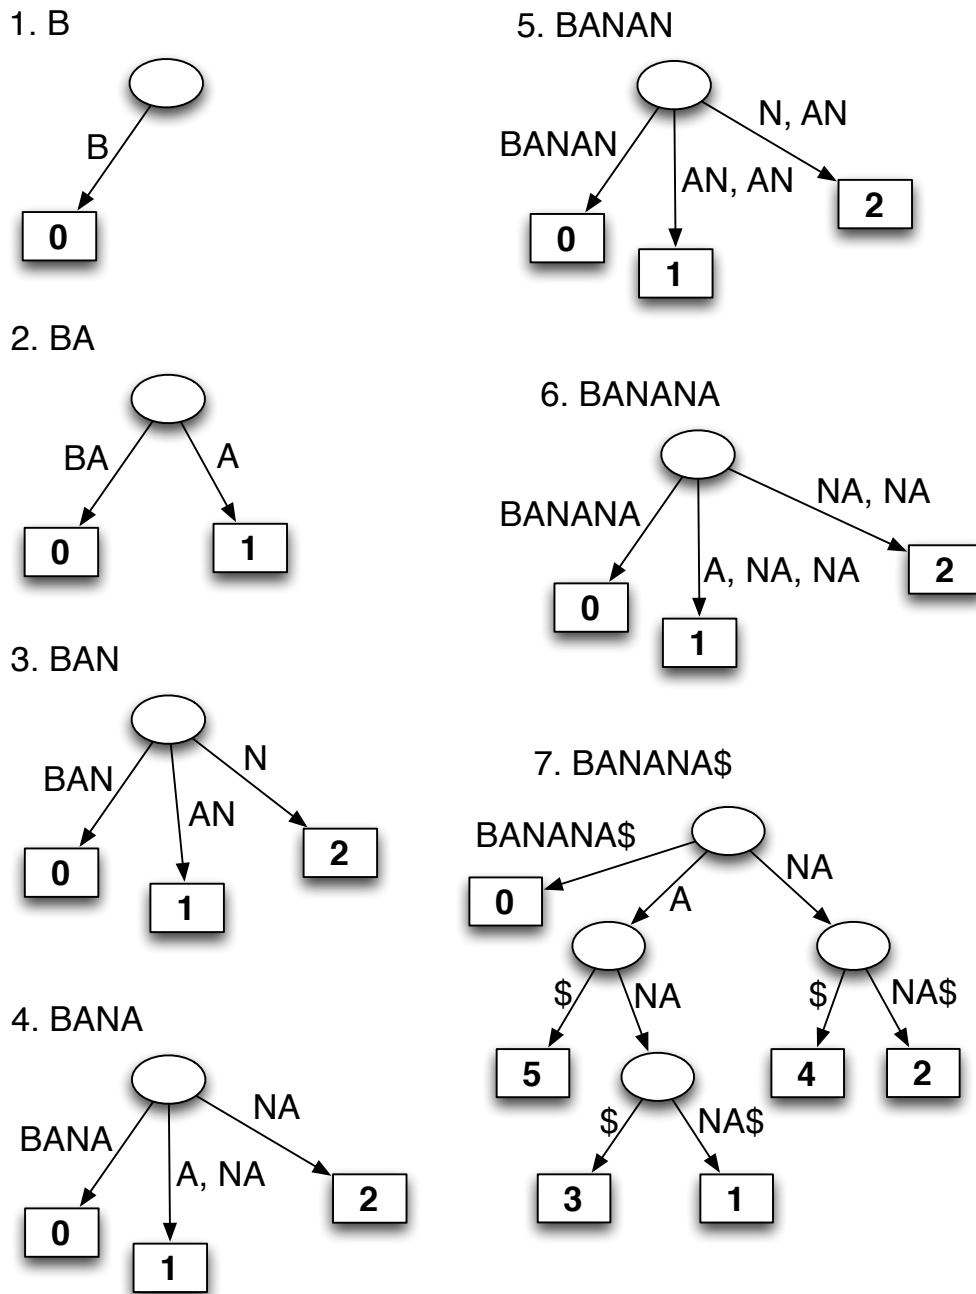 1. B
B
0
2. BA
BA
A
0
1
3. BAN
BAN
AN
N
0
1
2
4. BANA
BANA
A, NA
NA
0
1
2
5. BANAN
BANAN
AN, AN
N, AN
0
1
2
6. BANANA
BANANA
A, NA, NA
NA, NA
0
1
2
7. BANANA$
BANANA$
A
NA
0
$
NA
$
NA$
5
4
2
$
NA$
3
1